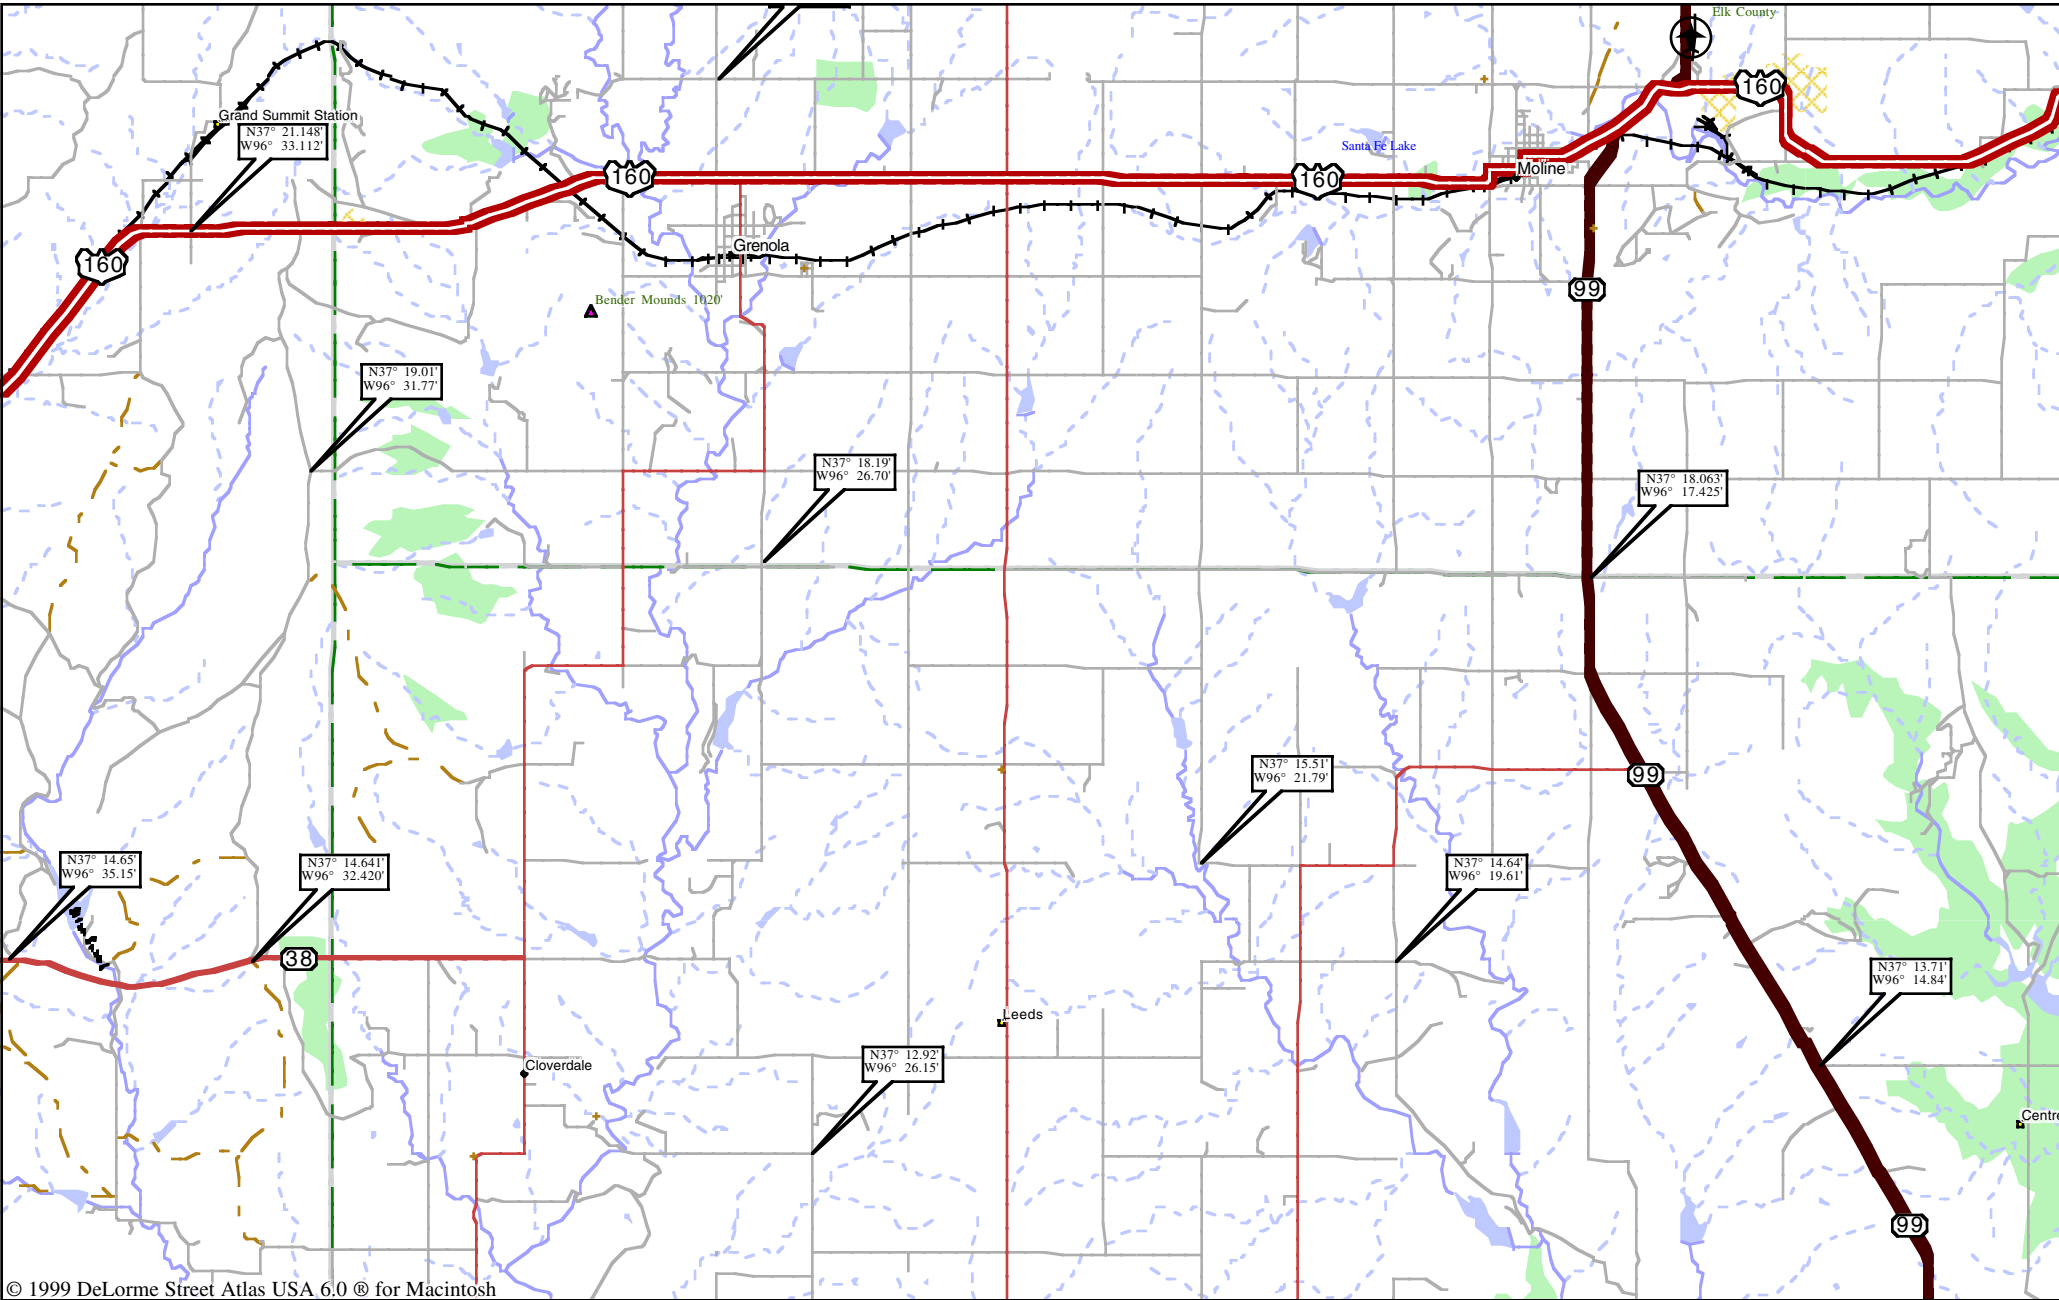 Elk County
160
Grand Summit Station
N37° 21.148'
W96° 33.112'
Santa Fe Lake
Moline
160
160
Grenola
160
99
Bender Mounds 1020'
N37° 19.01'
W96° 31.77'
N37° 18.19'
W96° 26.70'
N37° 18.063'
W96° 17.425'
N37° 15.51'
W96° 21.79'
99
N37° 14.65'
W96° 35.15'
N37° 14.641'
W96° 32.420'
N37° 14.64'
W96° 19.61'
38
N37° 13.71'
W96° 14.84'
Leeds
N37° 12.92'
W96° 26.15'
Cloverdale
Centre
99
© 1999 DeLorme Street Atlas USA 6.0 ® for Macintosh